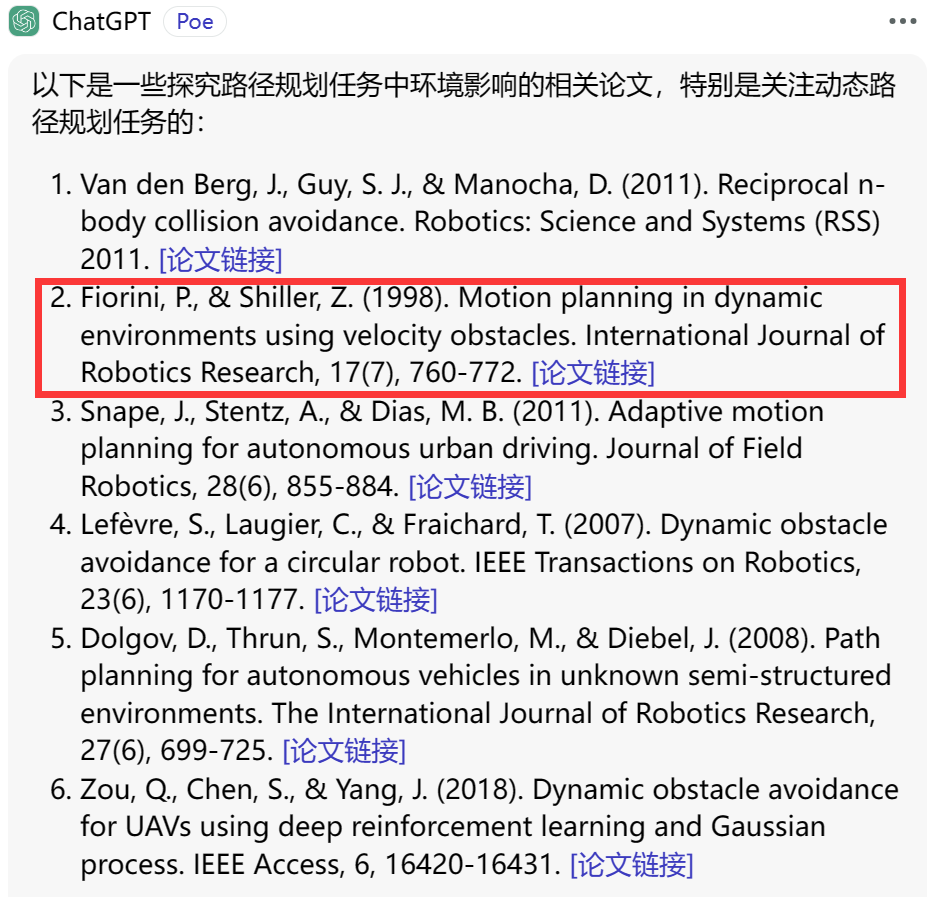 ChatGPT Poe
以下是一些探究路径规划任务中环境影响的相关论文，特别是关注动态路
径规划任务的：
1. Van den Berg, J., Guy, S. J., & Manocha, D. (2011). Reciprocal n-
body collision avoidance. Robotics: Science and Systems (RSS)
2011. [论文链接]
2. Fiorini, P., & Shiller, Z. (1998). Motion planning in dynamic
environments using velocity obstacles. International Journal of
Robotics Research, 17(7), 760-772. [论文链接]
3. Snape, J., Stentz, A., & Dias, M. B. (2011). Adaptive motion
planning for autonomous urban driving. Journal of Field
Robotics, 28(6), 855-884. [论文链接]
4. Lefèvre, S., Laugier, C., & Fraichard, T. (2007). Dynamic obstacle
avoidance for a circular robot. IEEE Transactions on Robotics,
23(6), 1170-1177. [论文链接]
5. Dolgov, D., Thrun, S., Montemerlo, M., & Diebel, J. (2008). Path
planning for autonomous vehicles in unknown semi-structured
environments. The International Journal of Robotics Research,
27(6), 699-725. [论文链接]
6. Zou, Q., Chen, S., & Yang, J. (2018). Dynamic obstacle avoidance
for UAVs using deep reinforcement learning and Gaussian
process. IEEE Access, 6, 16420-16431. [论文链接]